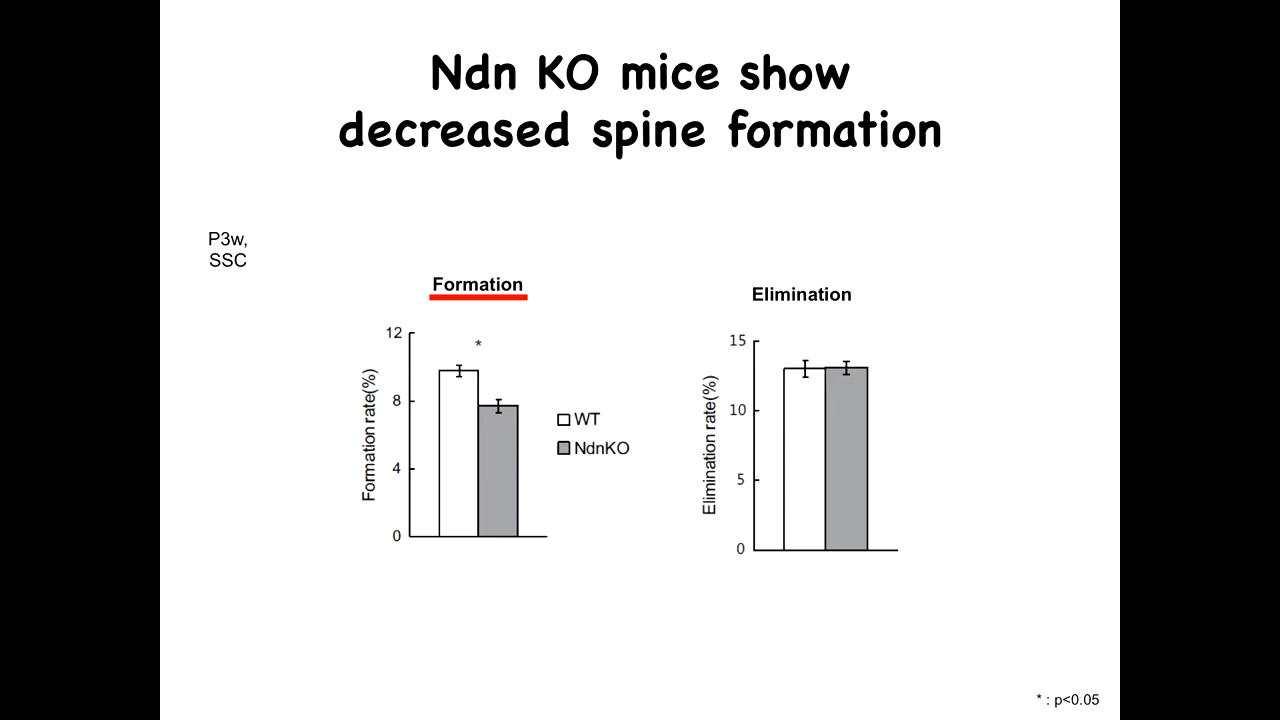 Ndn KO mice show
decreased spine formation
P3w,
SSC
Formation
12
8
4
0
Formation rate(%)
*
WT
NdnKO
Elimination
15
10
5
0
Elimination rate(%)
* : p<0.05